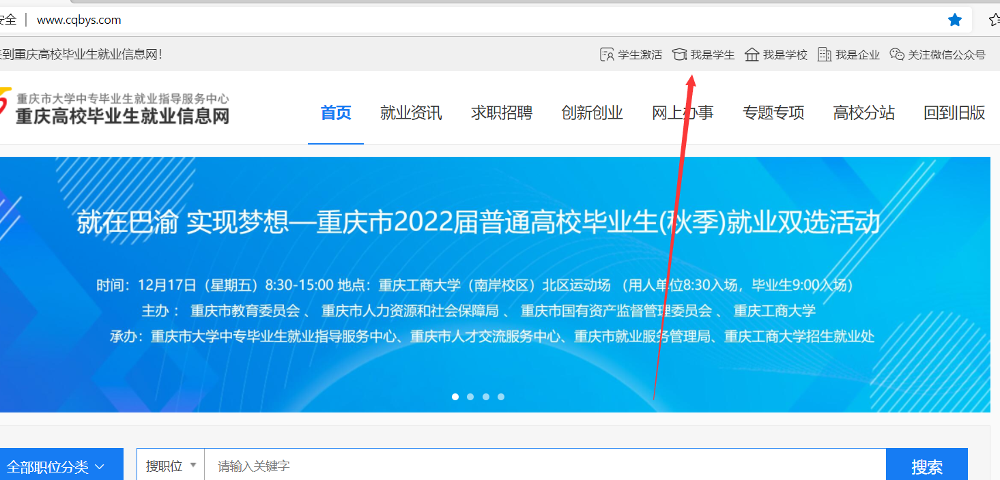 安全 | www.cqbys.com
来到重庆高校毕业生就业信息网！
学生激活 我是学生 我是学校 我是企业 关注微信公众号
重庆市大学中专毕业生就业指导服务中心
重庆高校毕业生就业信息网
首页 就业资讯 求职招聘 创新创业 网上办事 专题专项 高校分站 回到旧版
就在巴渝 实现梦想—重庆市2022届普通高校毕业生(秋季)就业双选活动
时间：12月17日（星期五）8:30-15:00 地点：重庆工商大学（南岸校区）北区运动场 （用人单位8:30入场，毕业生9:00入场）
主办 ： 重庆市教育委员会 、 重庆市人力资源和社会保障局 、 重庆市国有资产监督管理委员会 、 重庆工商大学
承办：重庆市大学中专毕业生就业指导服务中心、重庆市人才交流服务中心、重庆市就业服务管理局、重庆工商大学招生就业处
全部职位分类 搜职位 请输入关键字 搜索